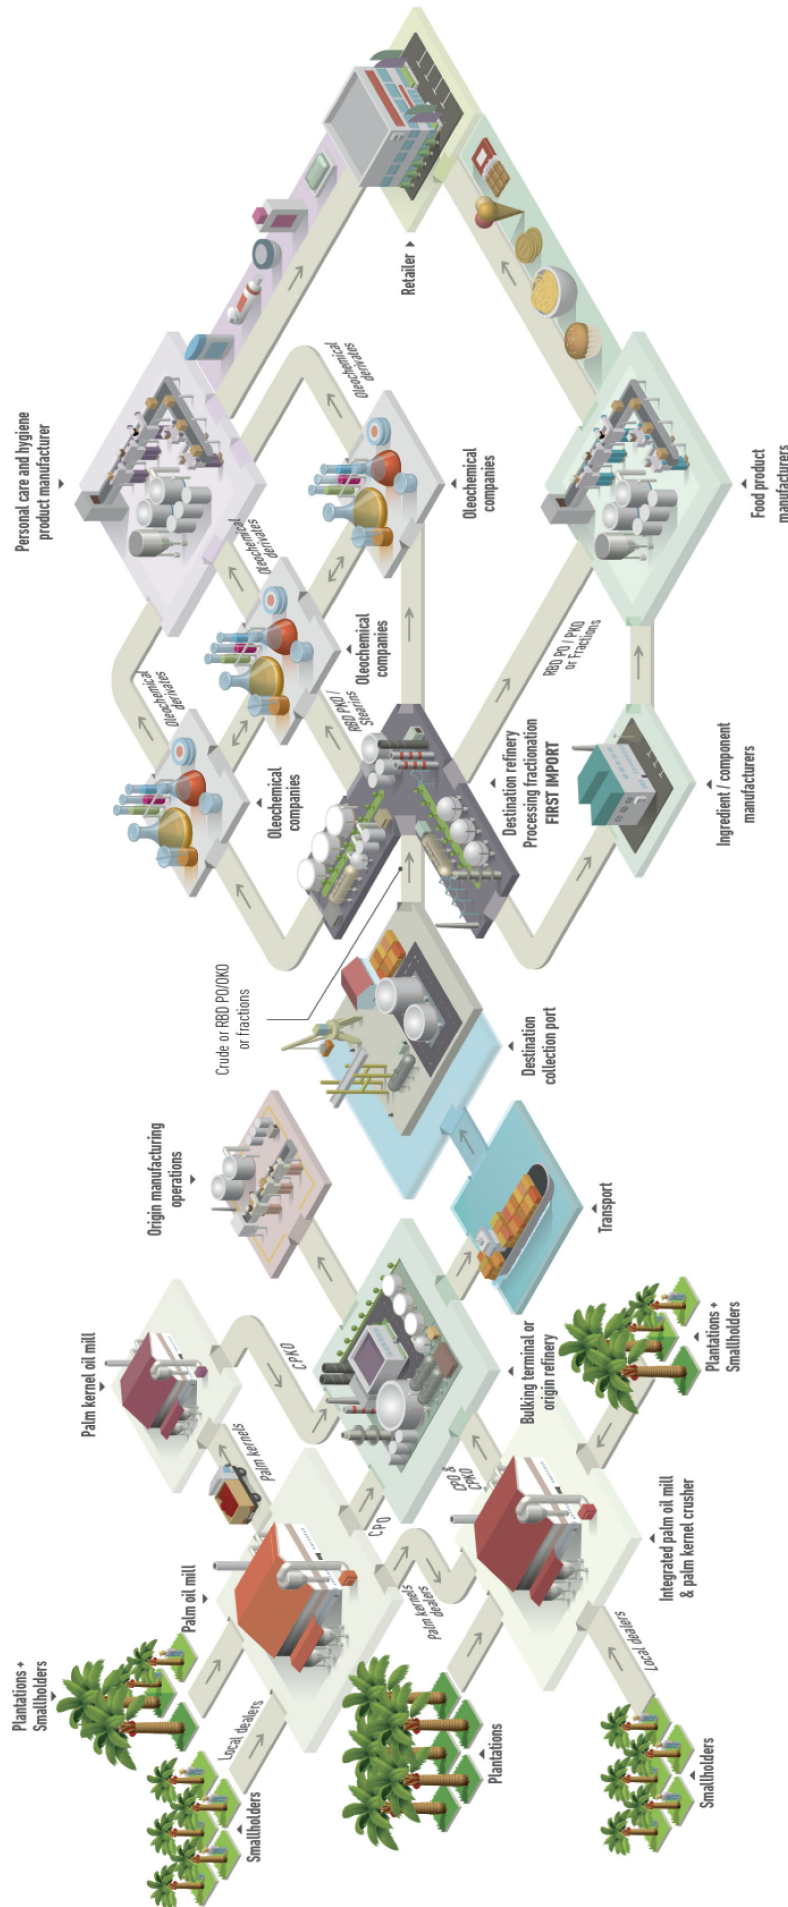 Plantations +
Smallholders
Smallholders
Local dealers
Palm oil mill
Palm kernels
Palm kernel oil mill
CPKO
CPO
Palm kernels
dealers
Plantations
Smallholders
Local dealers
CPO &
CPKO
Integrated palm oil mill
& palm kernel crusher
Plantations +
Smallholders
Bulking terminal or
origin refinery
Origin manufacturing
operations
Transport
Destination
collection port
Crude or RBD PO/OKO
or fractions
Destination refinery
Processing fractionation
FIRST IMPORT
Oleochemical
companies
Oleochemical
derivates
RBD PKO /
Stearins
Oleochemical
companies
Oleochemical
derivates
Oleochemical
companies
Oleochemical
derivates
Ingredient / component
manufacturers
RBD PO / PKO
or Fractions
Personal care and hygiene
product manufacturer
Food product
manufacturers
Retailer